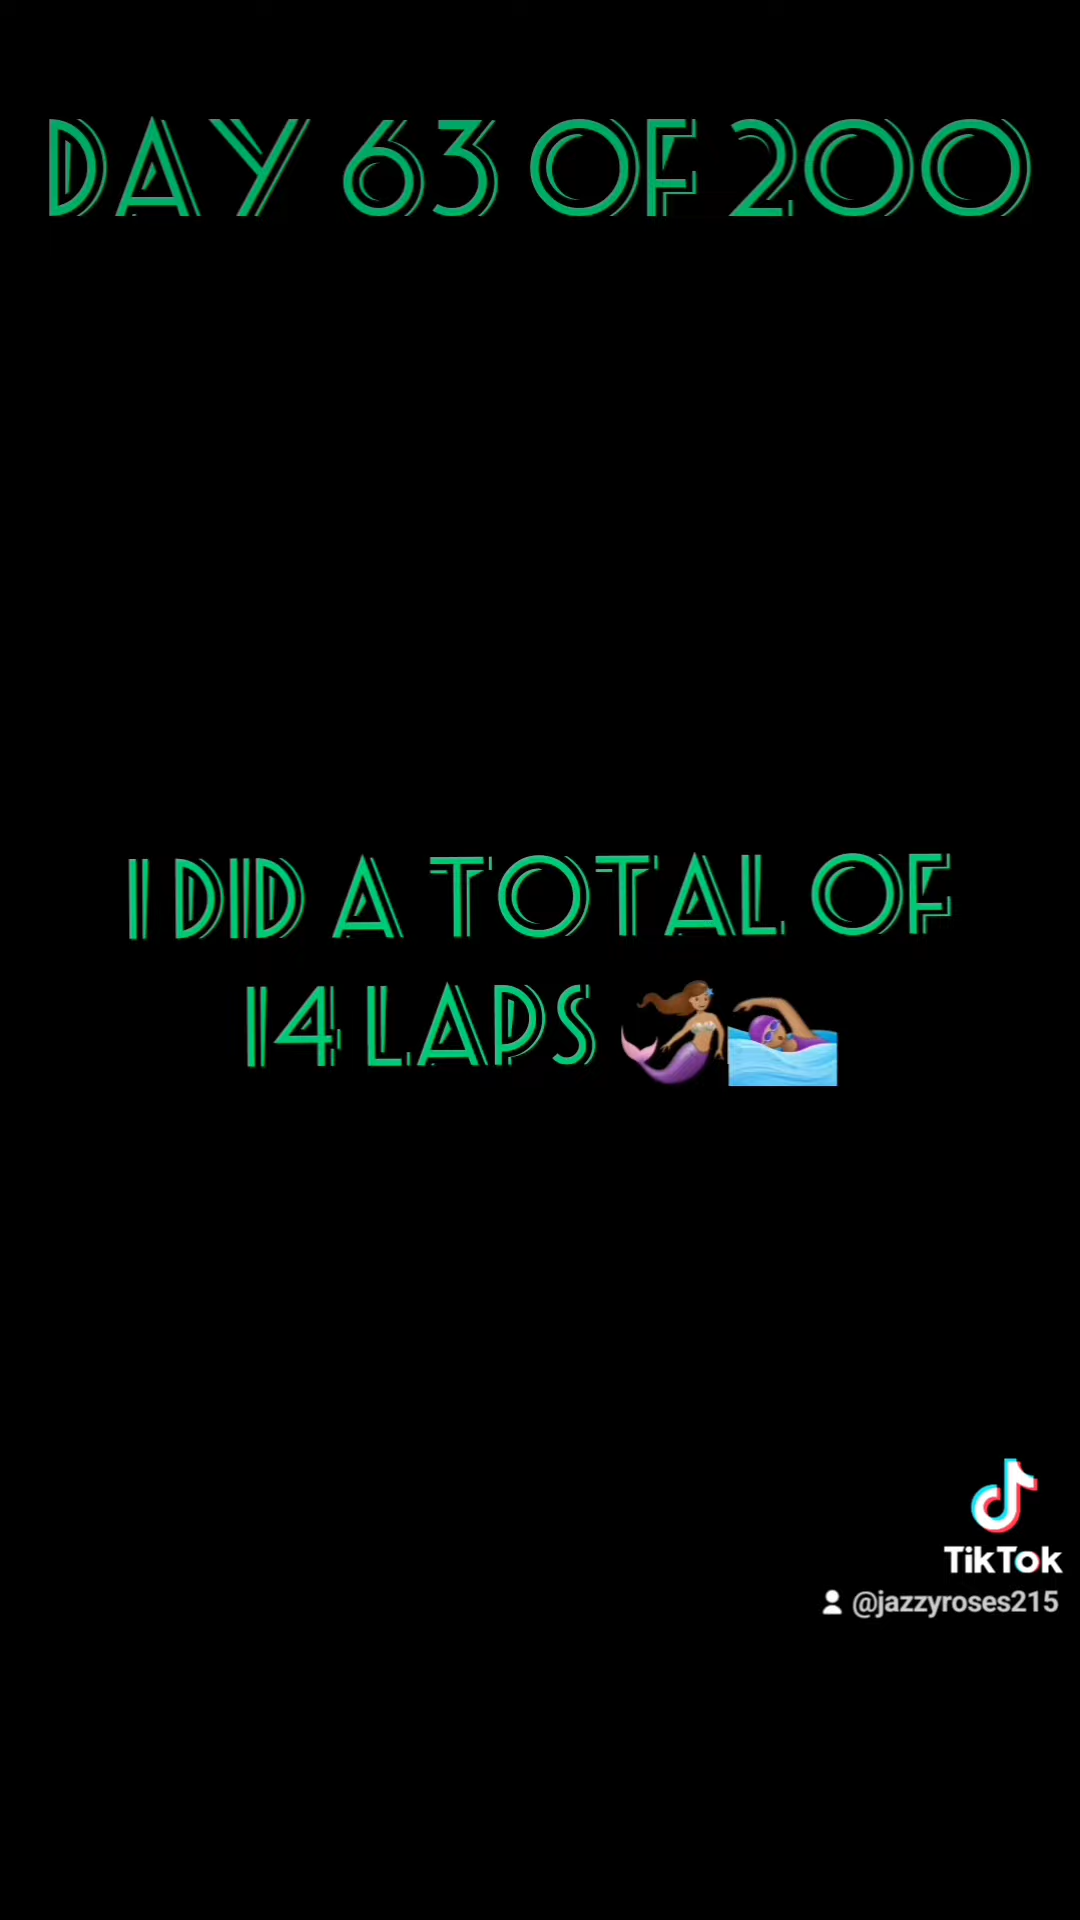 DAY 63 OF 200
I DID A TOTAL OF
14 LAPS 🧜🏽‍♀️🏊🏽‍♀️
TikTok
@jazzyroses215